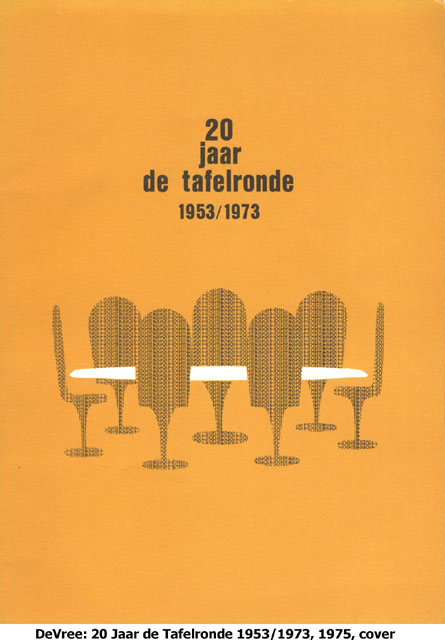 20
jaar
de tafelronde
1953/1973
DeVree: 20 Jaar de Tafelronde 1953/1973, 1975, cover